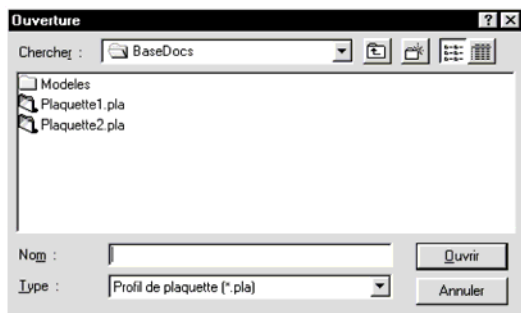 Ouverture
Chercher : BaseDocs
Modeles
Plaquette1.pla
Plaquette2.pla
Nom :
Ouvrir
Type : Profil de plaquette (*.pla)
Annuler